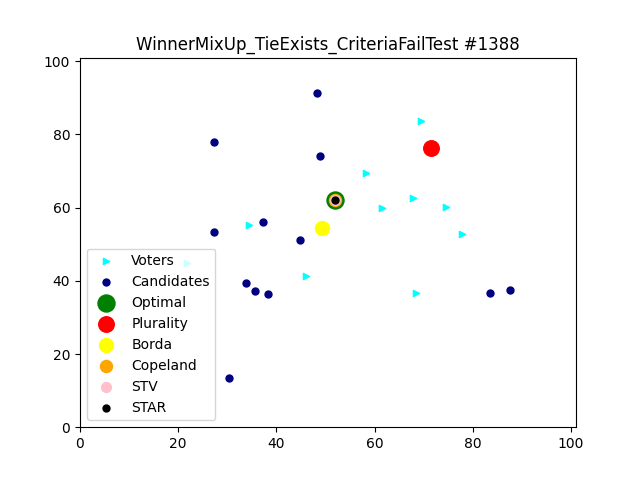 WinnerMixUp_TieExists_CriteriaFailTest #1388
100
80
60
40
20
0
Voters
Candidates
Optimal
Plurality
Borda
Copeland
STV
STAR
0 20 40 60 80 100